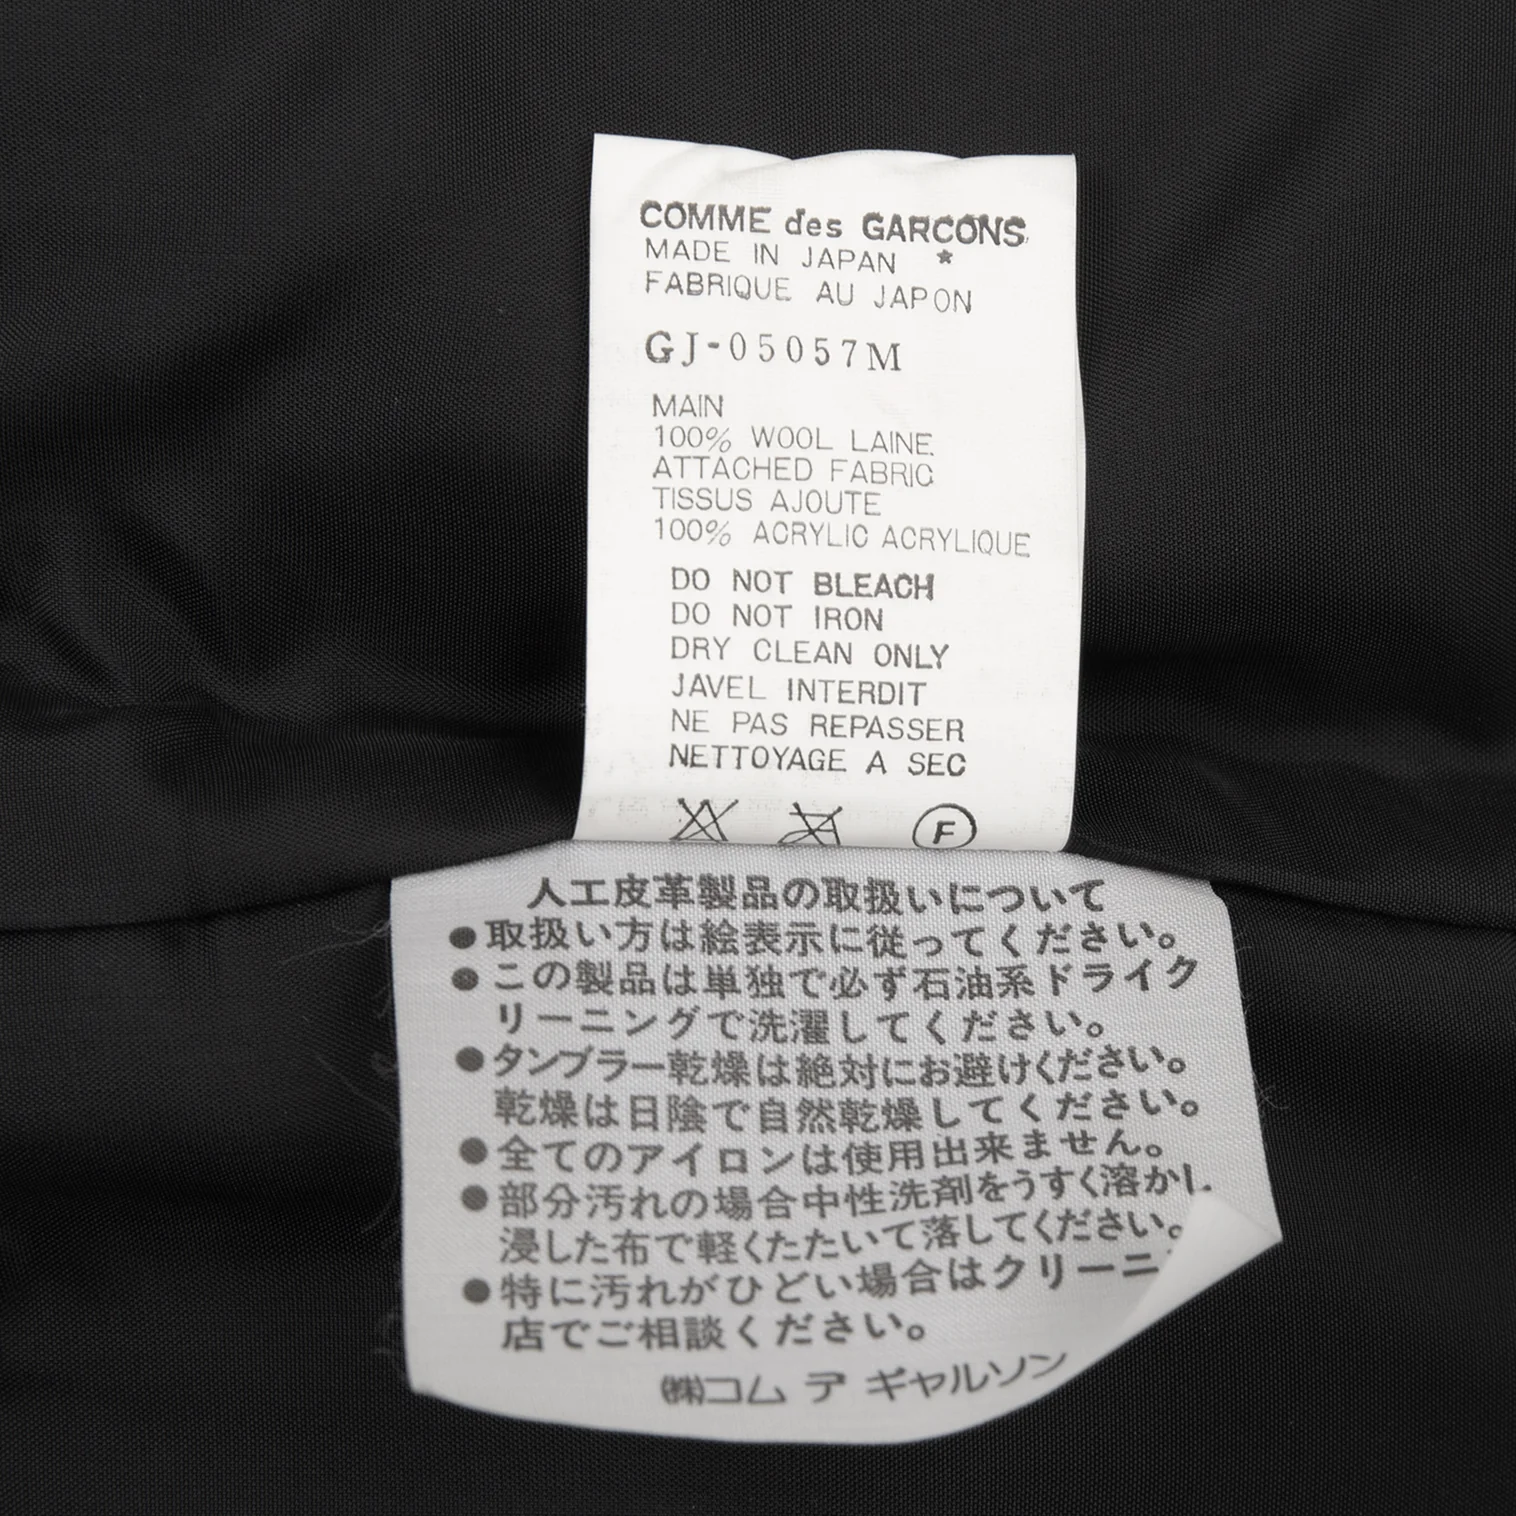 COMME des GARCONS
MADE IN JAPAN *
FABRIQUE AU JAPON
GJ-05057M
MAIN
100% WOOL LAINE
ATTACHED FABRIC
TISSUS AJOUTE
100% ACRYLIC ACRYLIQUE
DO NOT BLEACH
DO NOT IRON
DRY CLEAN ONLY
JAVEL INTERDIT
NE PAS REPASSER
NETTOYAGE A SEC
F
人工皮革製品の取扱いについて
●取扱い方は絵表示に従ってください。
●この製品は単独で必ず石油系ドライク
リーニングで洗濯してください。
●タンブラー乾燥は絶対にお避けください。
乾燥は日陰で自然乾燥してください。
●全てのアイロンは使用出来ません。
●部分汚れの場合中性洗剤をうすく溶かし
浸した布で軽くたたいて落してください。
●特に汚れがひどい場合はクリーニ
店でご相談ください。
㈱コム デ ギャルソン